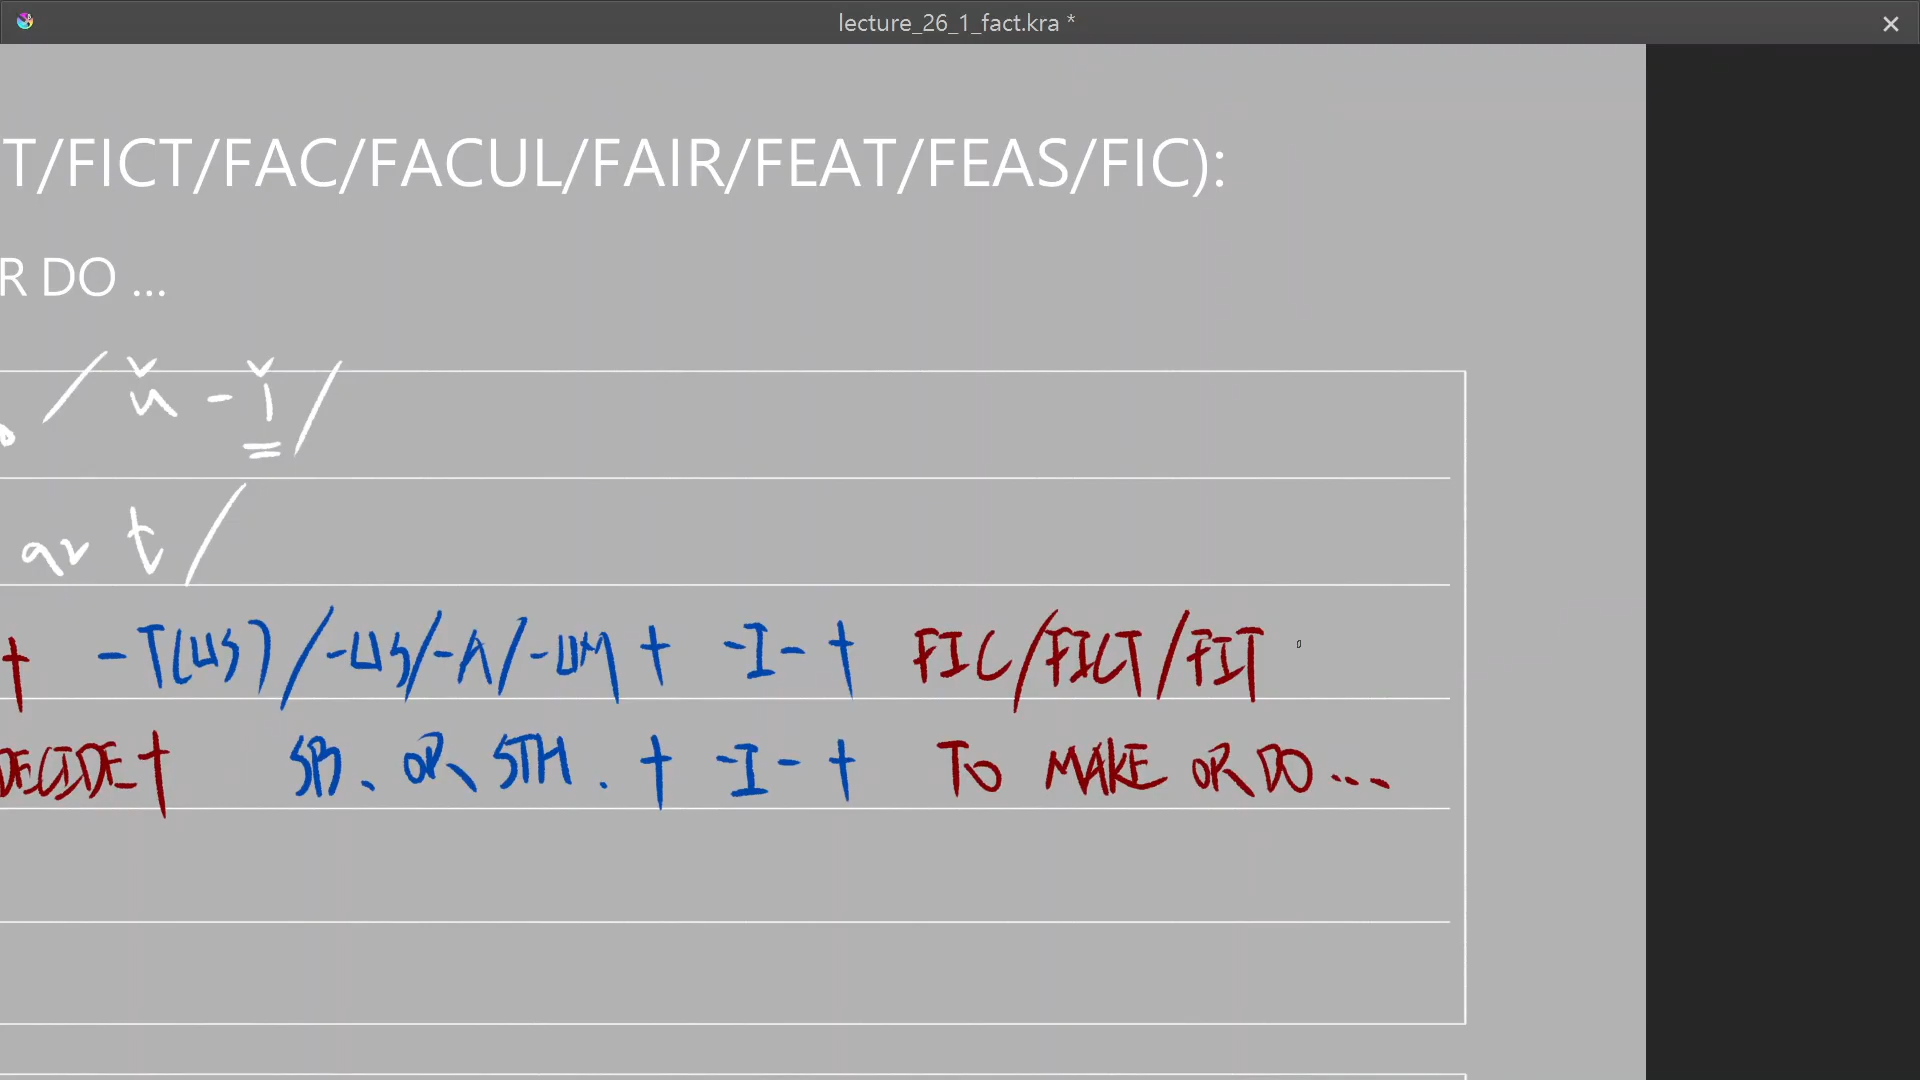 lecture_26_1_fact.kra *
T/FICT/FAC/FACUL/FAIR/FEAT/FEAS/FIC):
R DO ...
/ ŭ - ĭ /
ar t /
+ -T(US) / -US / -A / -UM + -I- + FIC/FICT/FIT
DECIDE + SB. OR STH. + -I- + TO MAKE OR DO ...